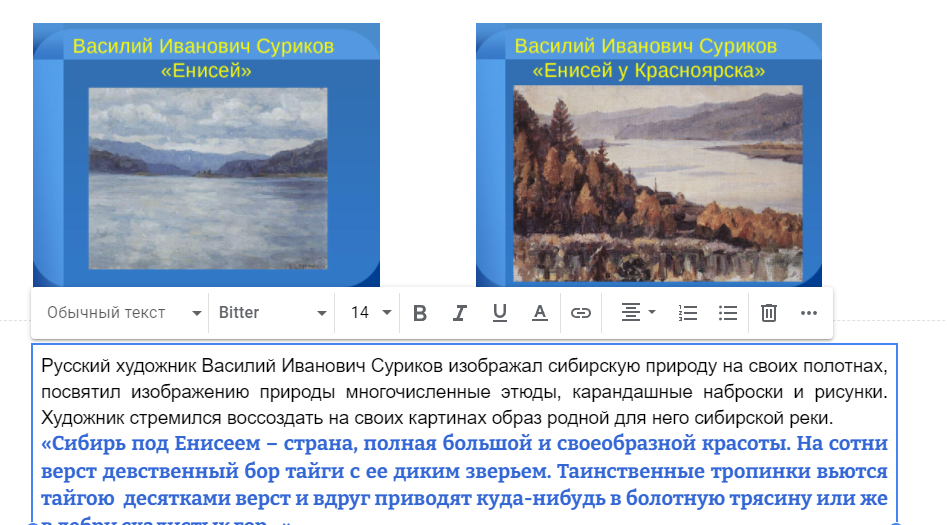 Василий Иванович Суриков
«Енисей»
Василий Иванович Суриков
«Енисей у Красноярска»
Обычный текст Bitter 14 B I U A
Русский художник Василий Иванович Суриков изображал сибирскую природу на своих полотнах,
посвятил изображению природы многочисленные этюды, карандашные наброски и рисунки.
Художник стремился воссоздать на своих картинах образ родной для него сибирской реки.
«Сибирь под Енисеем – страна, полная большой и своеобразной красоты. На сотни
верст девственный бор тайги с ее диким зверьем. Таинственные тропинки вьются
тайгою десятками верст и вдруг приводят куда-нибудь в болотную трясину или же